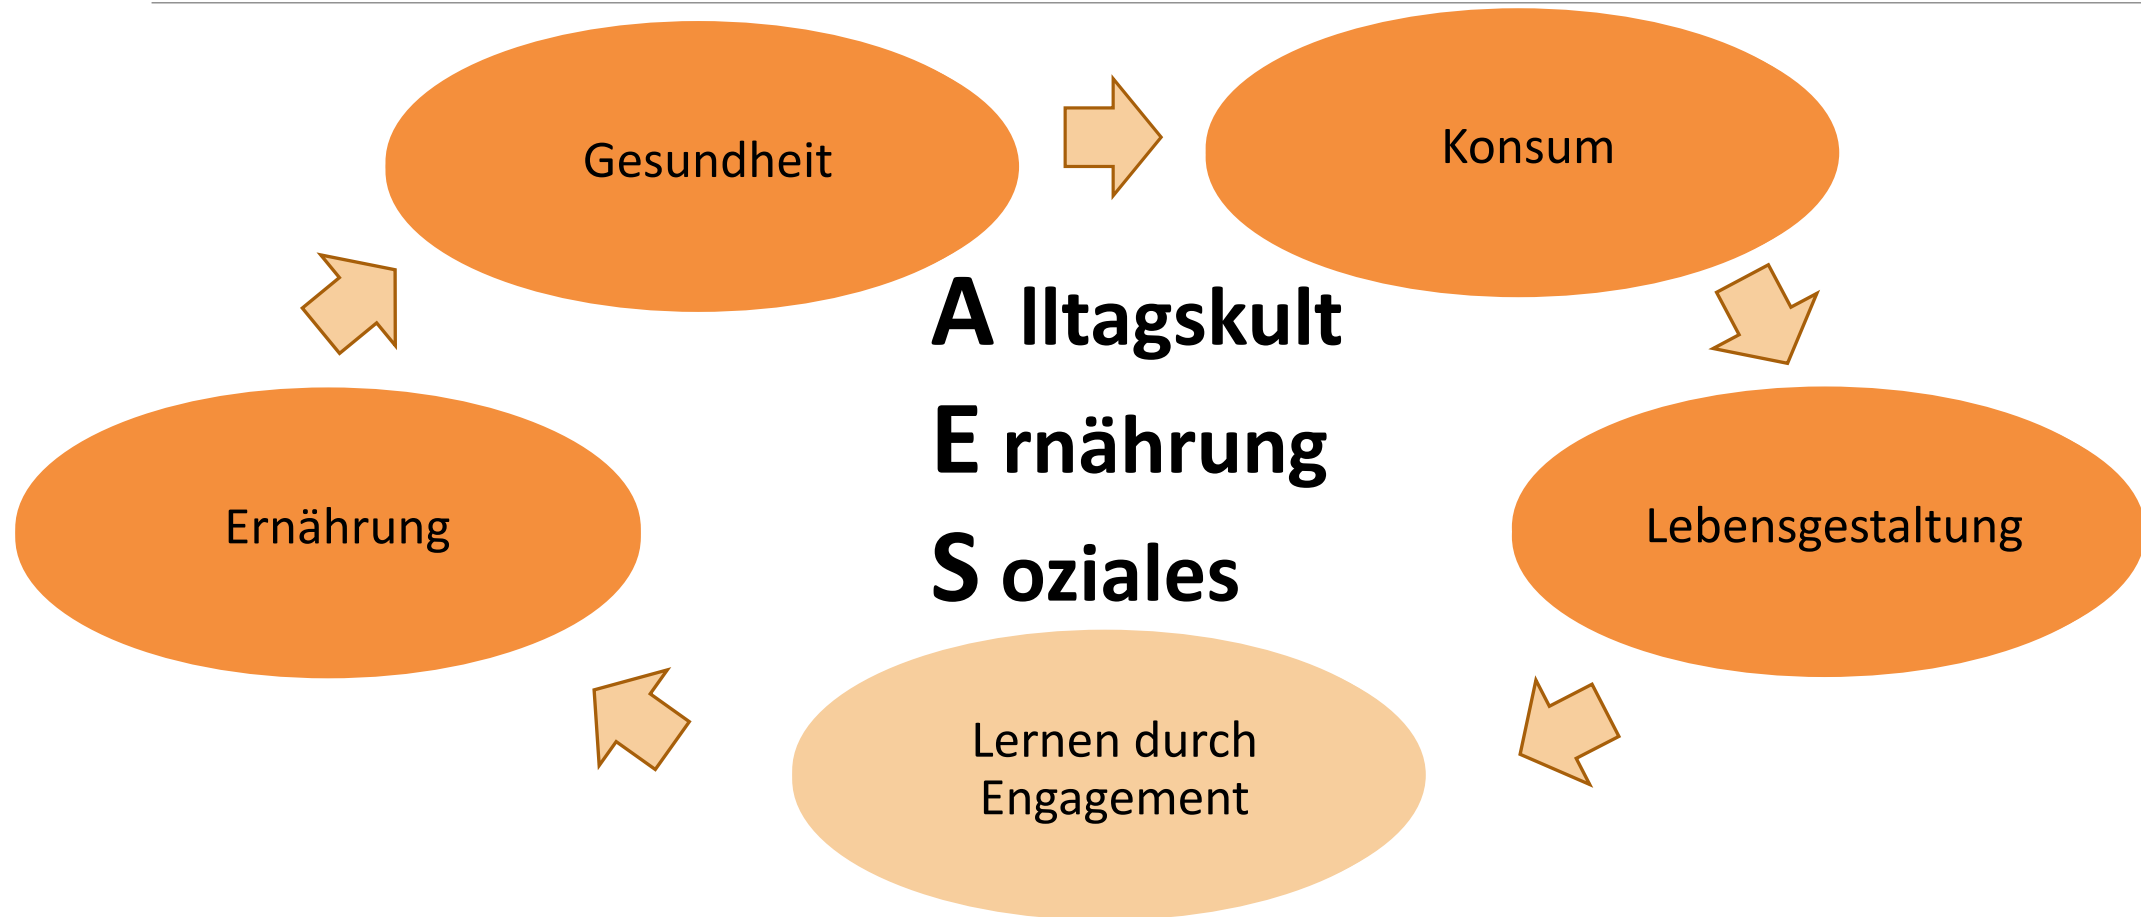 Gesundheit
Konsum
A lltagskult
E rnährung
S oziales
Ernährung
Lebensgestaltung
Lernen durch
Engagement